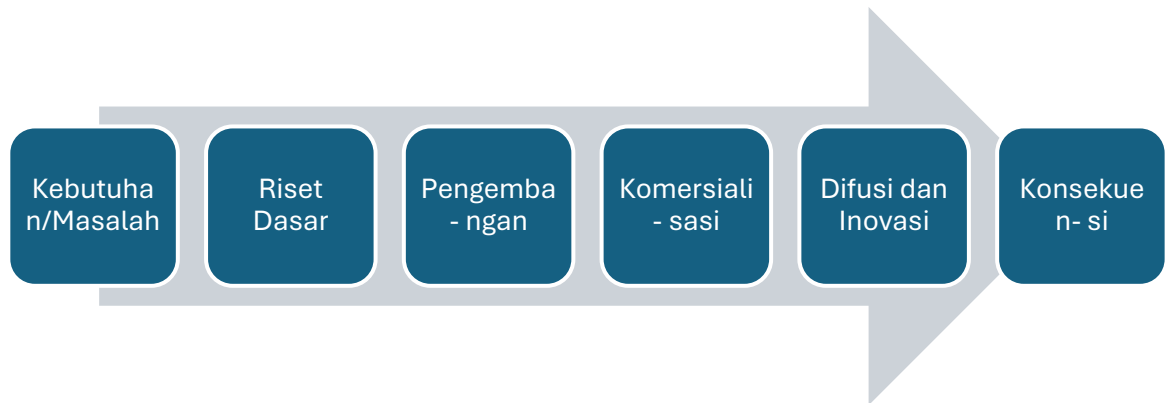 Kebutuha
n/Masalah
Riset
Dasar
Pengemba
- ngan
Komersiali
- sasi
Difusi dan
Inovasi
Konsekue
n- si